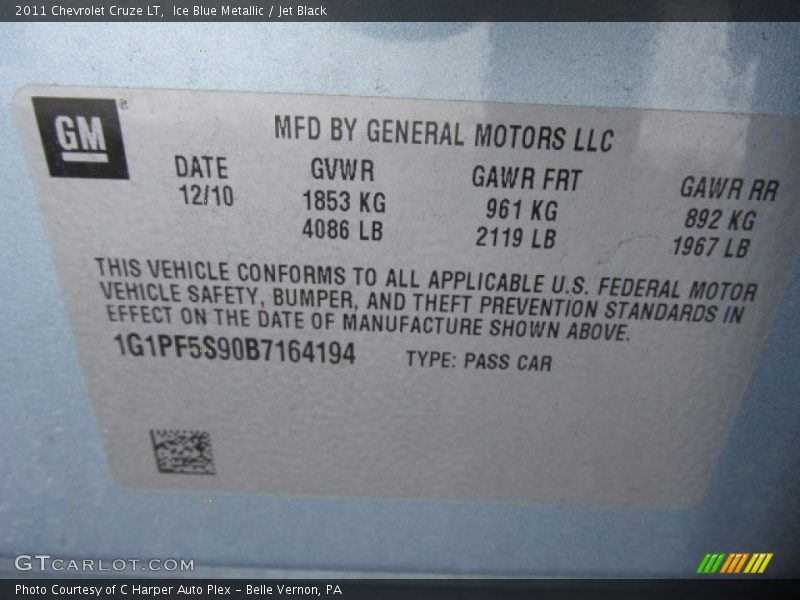 2011 Chevrolet Cruze LT,  Ice Blue Metallic / Jet Black
GM®
MFD BY GENERAL MOTORS LLC
DATE GVWR GAWR FRT GAWR RR
12/10 1853 KG 961 KG 892 KG
4086 LB 2119 LB 1967 LB
THIS VEHICLE CONFORMS TO ALL APPLICABLE U.S. FEDERAL MOTOR
VEHICLE SAFETY, BUMPER, AND THEFT PREVENTION STANDARDS IN
EFFECT ON THE DATE OF MANUFACTURE SHOWN ABOVE.
1G1PF5S90B7164194 TYPE: PASS CAR
GTCARLOT.COM
Photo Courtesy of C Harper Auto Plex - Belle Vernon, PA